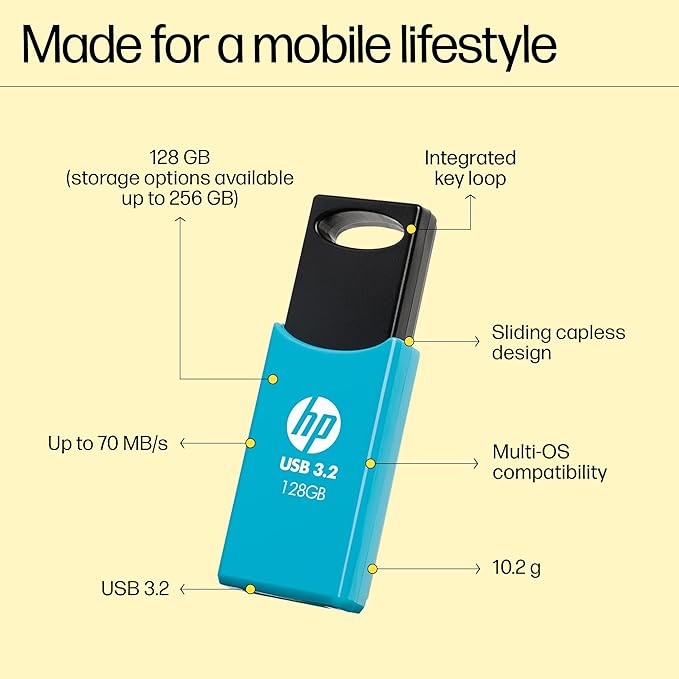 Made for a mobile lifestyle
128 GB
(storage options available
up to 256 GB)
Integrated
key loop
Sliding capless
design
Up to 70 MB/s
hp
USB 3.2
128GB
Multi-OS
compatibility
10.2 g
USB 3.2